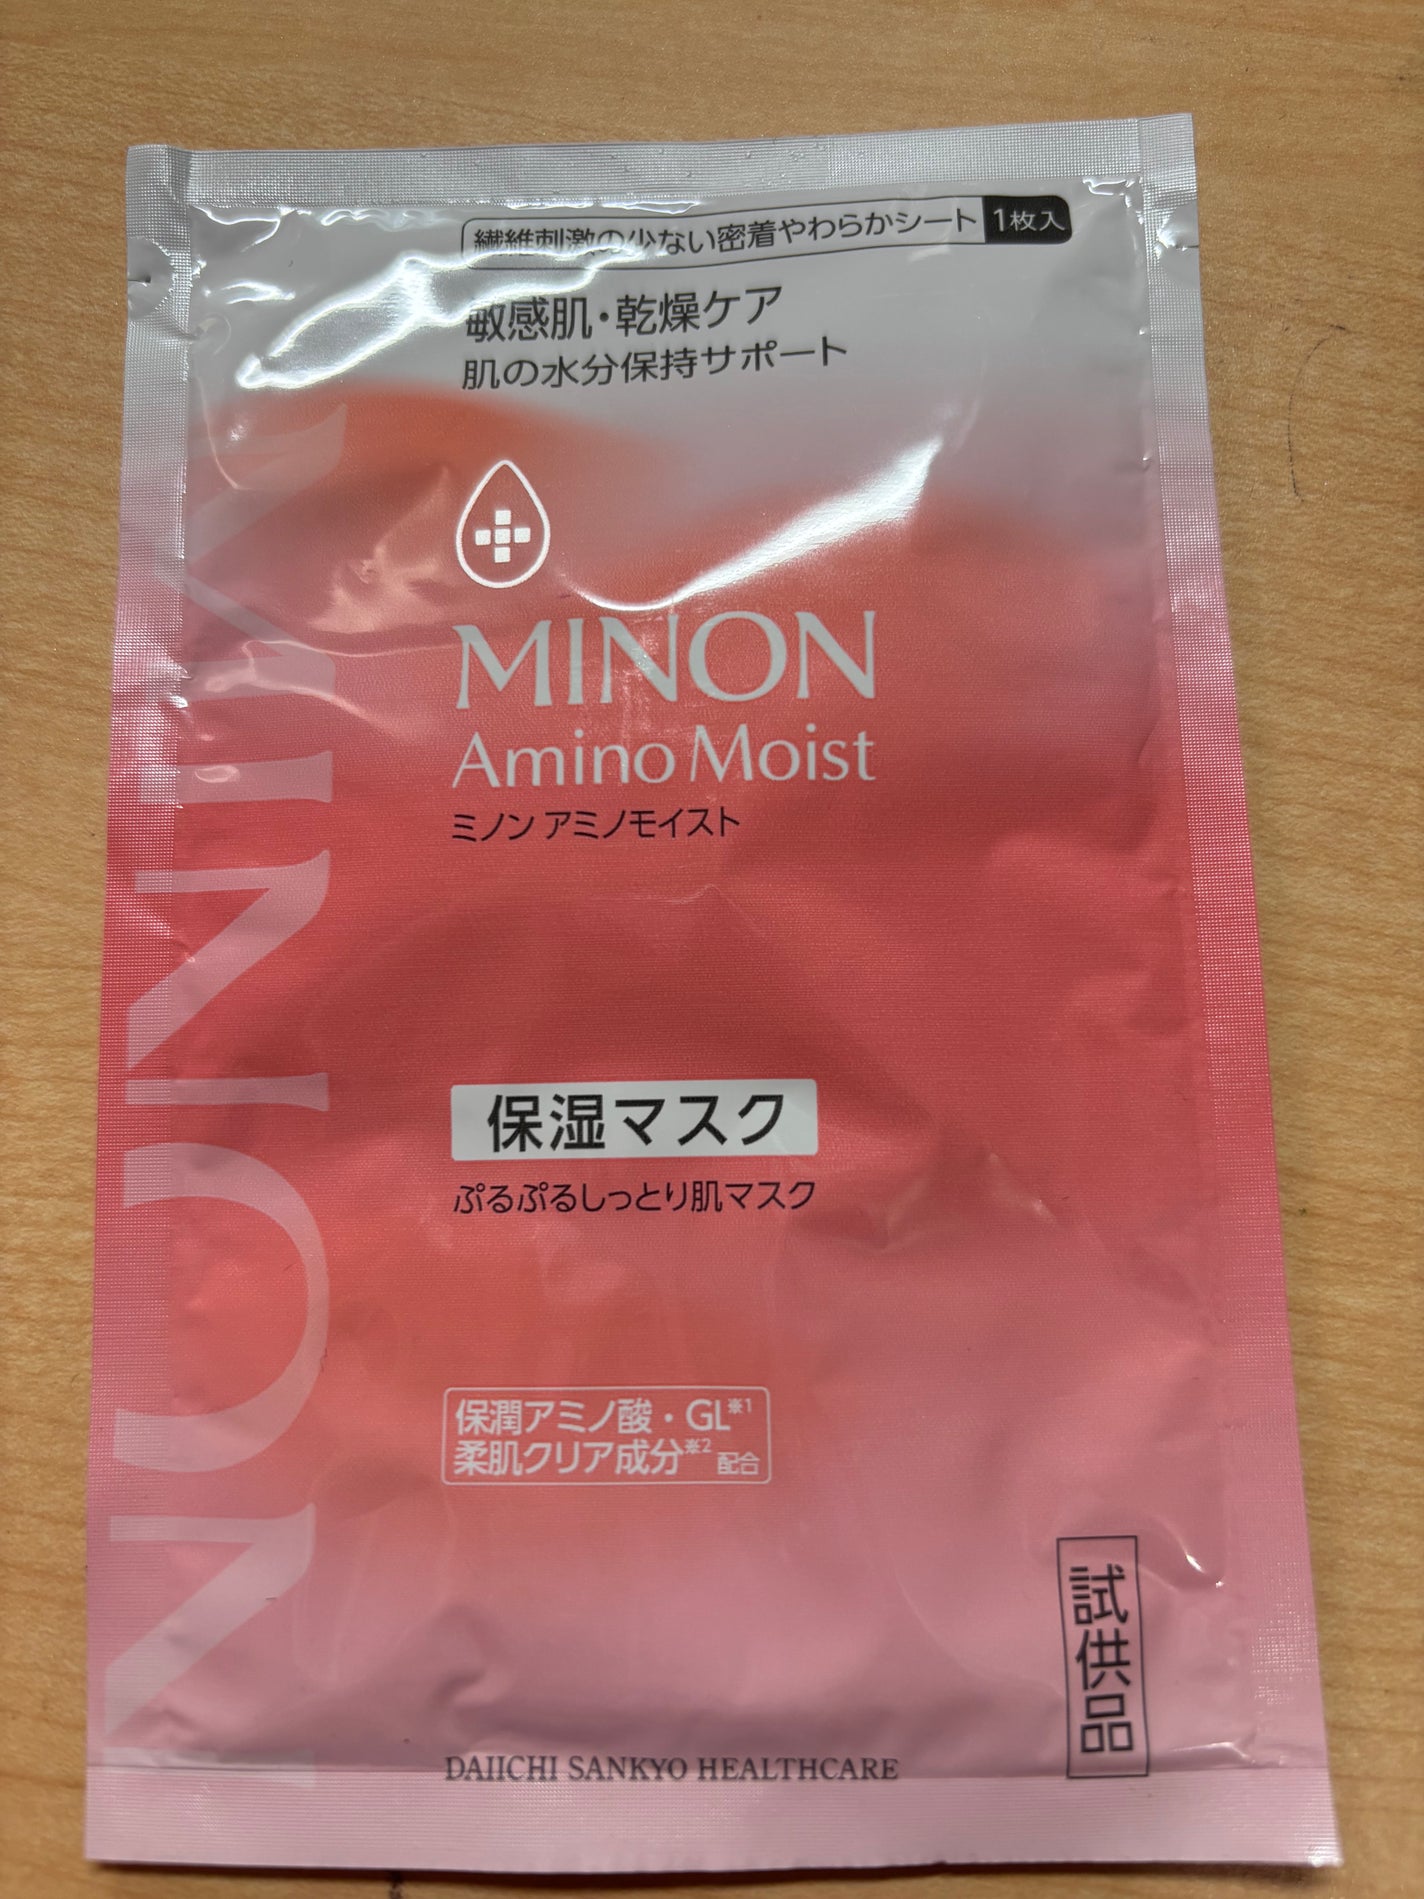 繊維刺激の少ない密着やわらかシート 1枚入
敏感肌・乾燥ケア
肌の水分保持サポート
MINON
MINON
Amino Moist
ミノン アミノモイスト
保湿マスク
ぷるぷるしっとり肌マスク
保潤アミノ酸・GL※1
柔肌クリア成分※2 配合
試供品
DAIICHI SANKYO HEALTHCARE